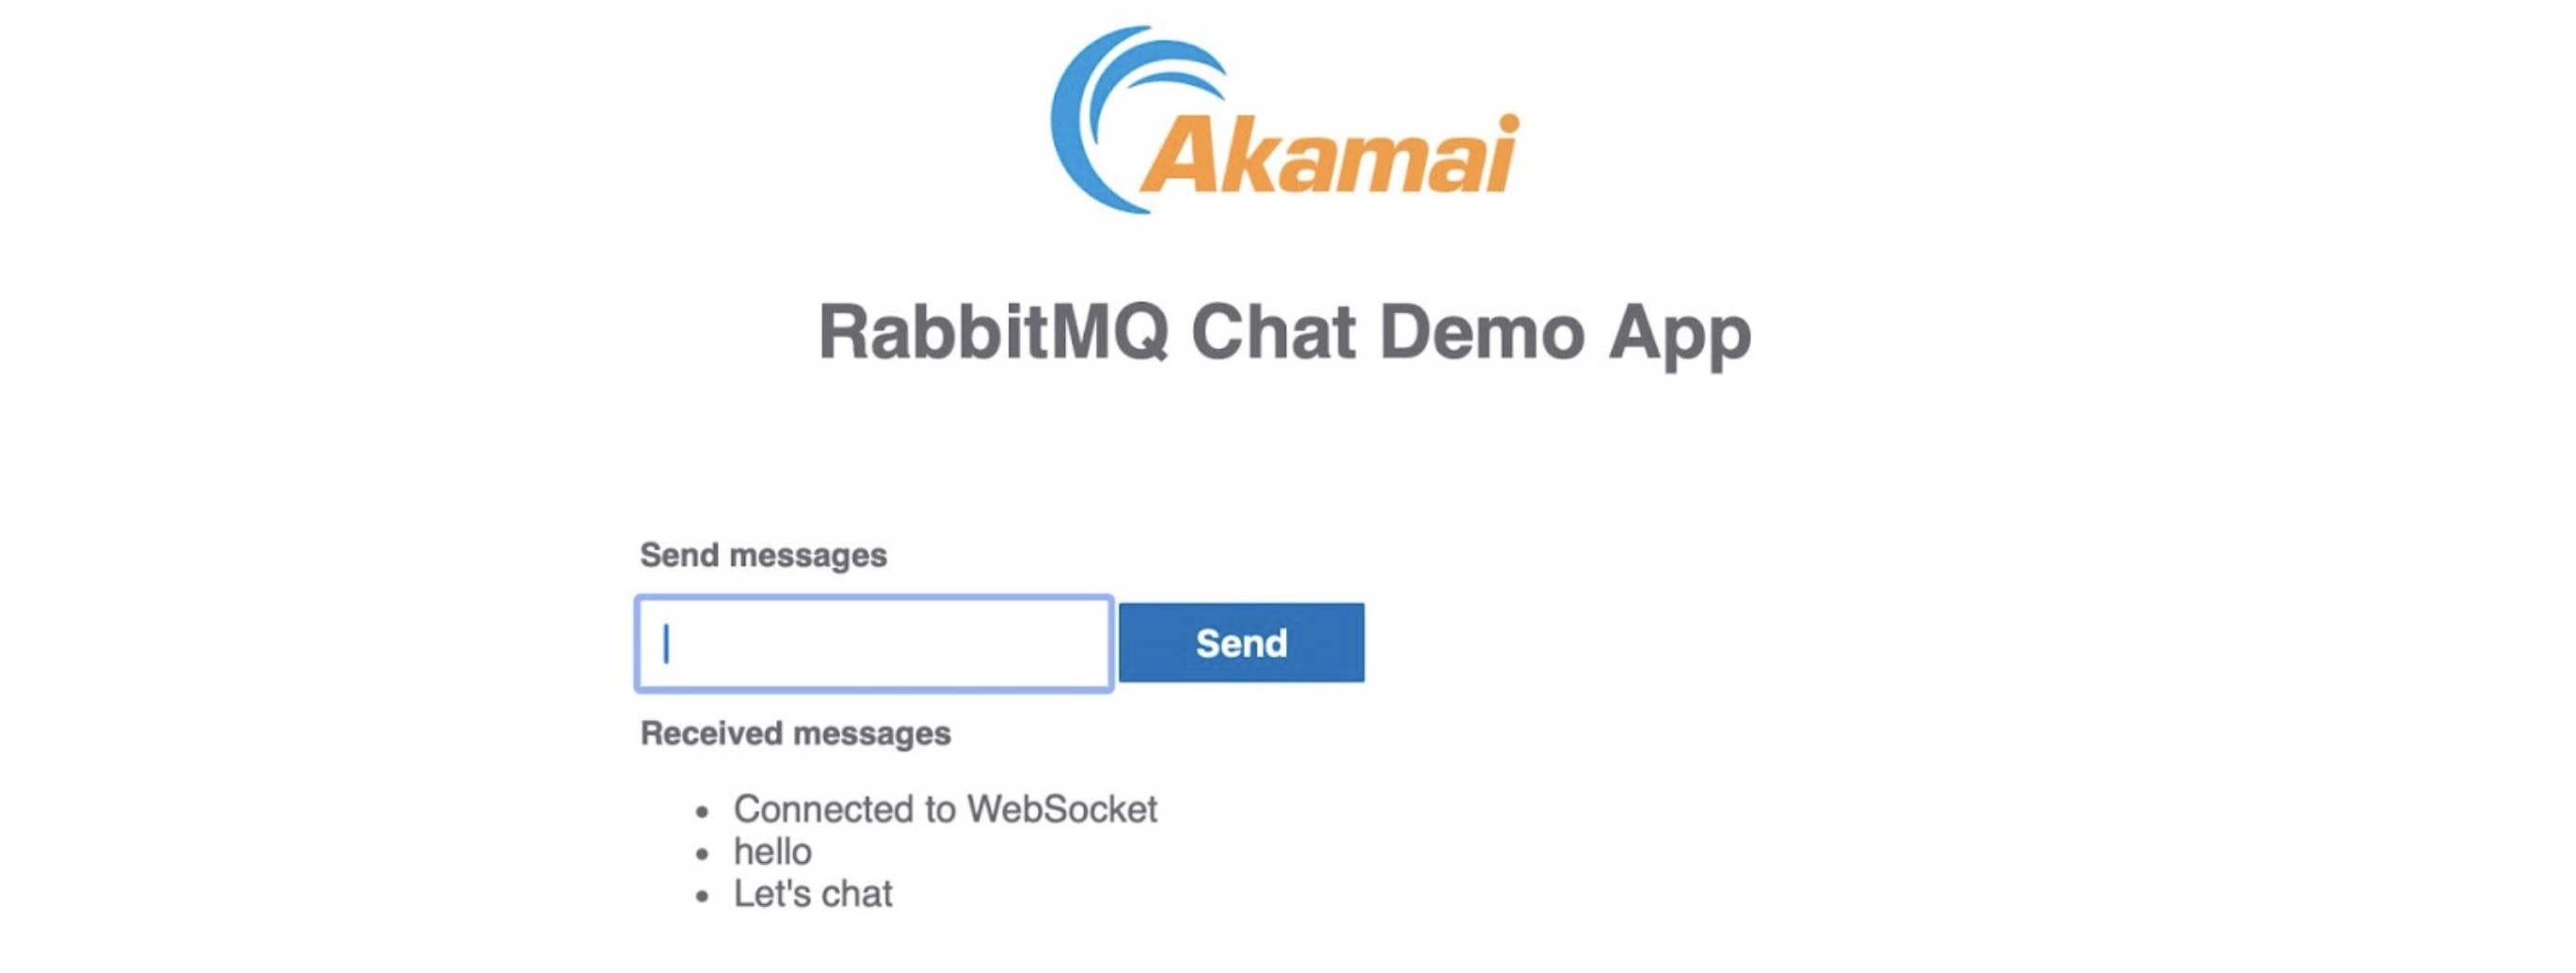 Akamai
RabbitMQ Chat Demo App
Send messages
Send
Received messages
Connected to WebSocket
hello
Let's chat